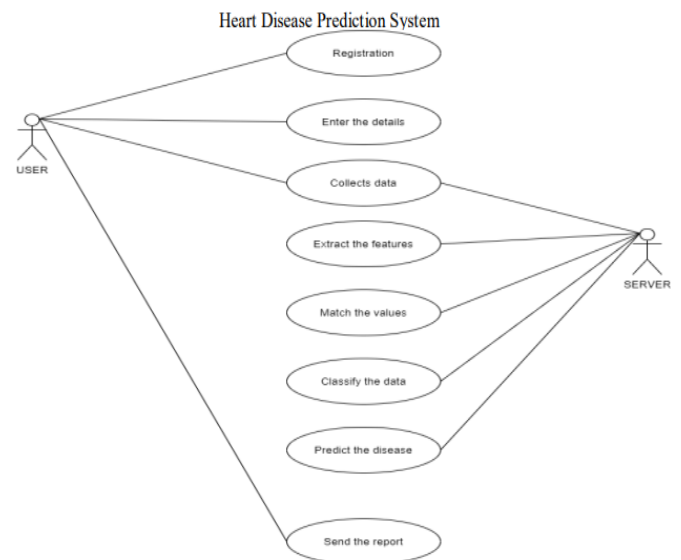 Heart Disease Prediction System
Registration
Enter the details
USER
Collects data
Extract the features
SERVER
Match the values
Classify the data
Predict the disease
Send the report